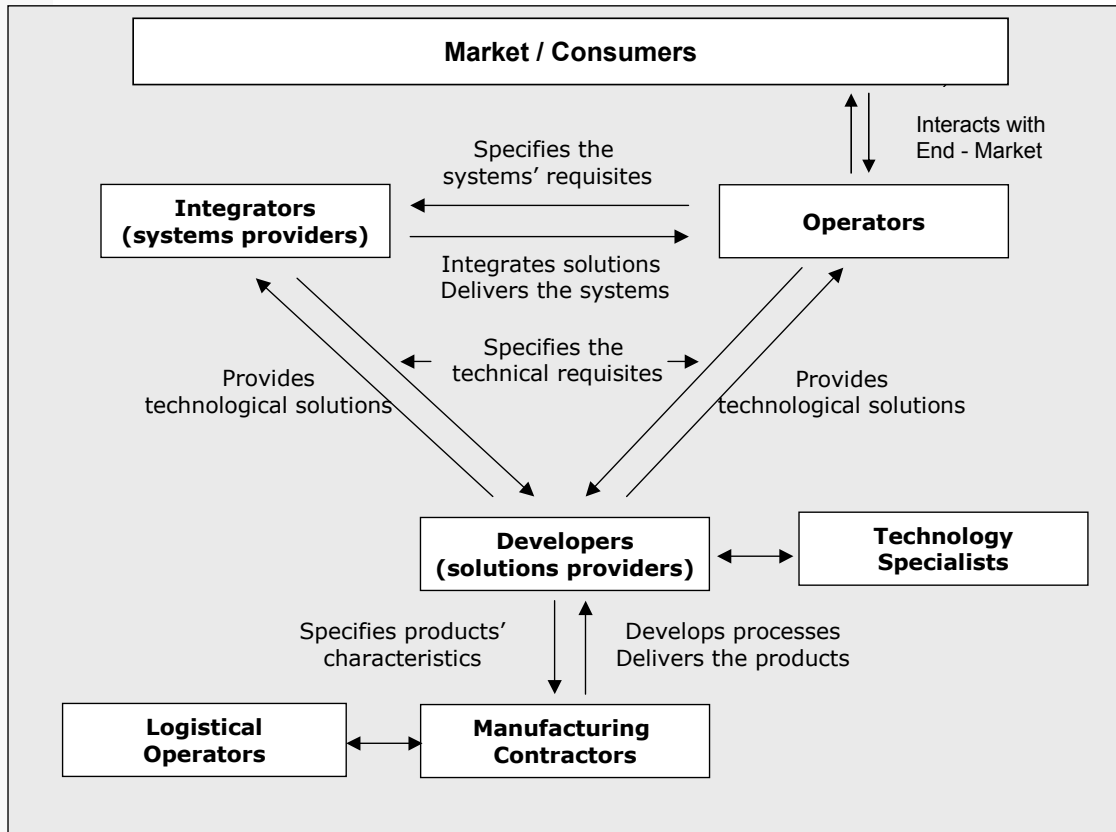 Market / Consumers
Interacts with
End - Market
Specifies the
systems’ requisites
Integrators
(systems providers)
Operators
Integrates solutions
Delivers the systems
Specifies the
technical requisites
Provides
technological solutions
Provides
technological solutions
Developers
(solutions providers)
Technology
Specialists
Specifies products’
characteristics
Develops processes
Delivers the products
Logistical
Operators
Manufacturing
Contractors